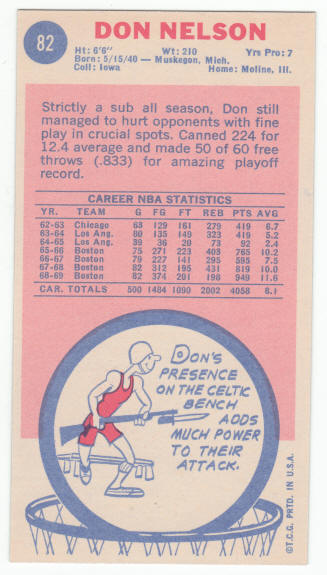 82
DON NELSON
Ht: 6'6" Wt: 210 Yrs Pro: 7
Born: 5/15/40 — Muskegon, Mich.
Coll: Iowa Home: Moline, Ill.
Strictly a sub all season, Don still
managed to hurt opponents with fine
play in crucial spots. Canned 224 for
12.4 average and made 50 of 60 free
throws (.833) for amazing playoff
record.
CAREER NBA STATISTICS
YR. TEAM G FG FT REB PTS AVG
62-63 Chicago 63 129 161 279 419 6.7
63-64 Los Ang. 80 135 149 323 419 5.2
64-65 Los Ang. 39 36 20 73 92 2.4
65-66 Boston 75 271 223 403 765 10.2
66-67 Boston 79 227 141 295 595 7.5
67-68 Boston 82 312 195 431 819 10.0
68-69 Boston 82 374 201 198 949 11.6
CAR. TOTALS 500 1484 1090 2002 4058 8.1
DON'S
PRESENCE
ON THE CELTIC
BENCH
ADDS
MUCH POWER
TO THEIR
ATTACK.
©T.C.G. PRTD. IN U.S.A.